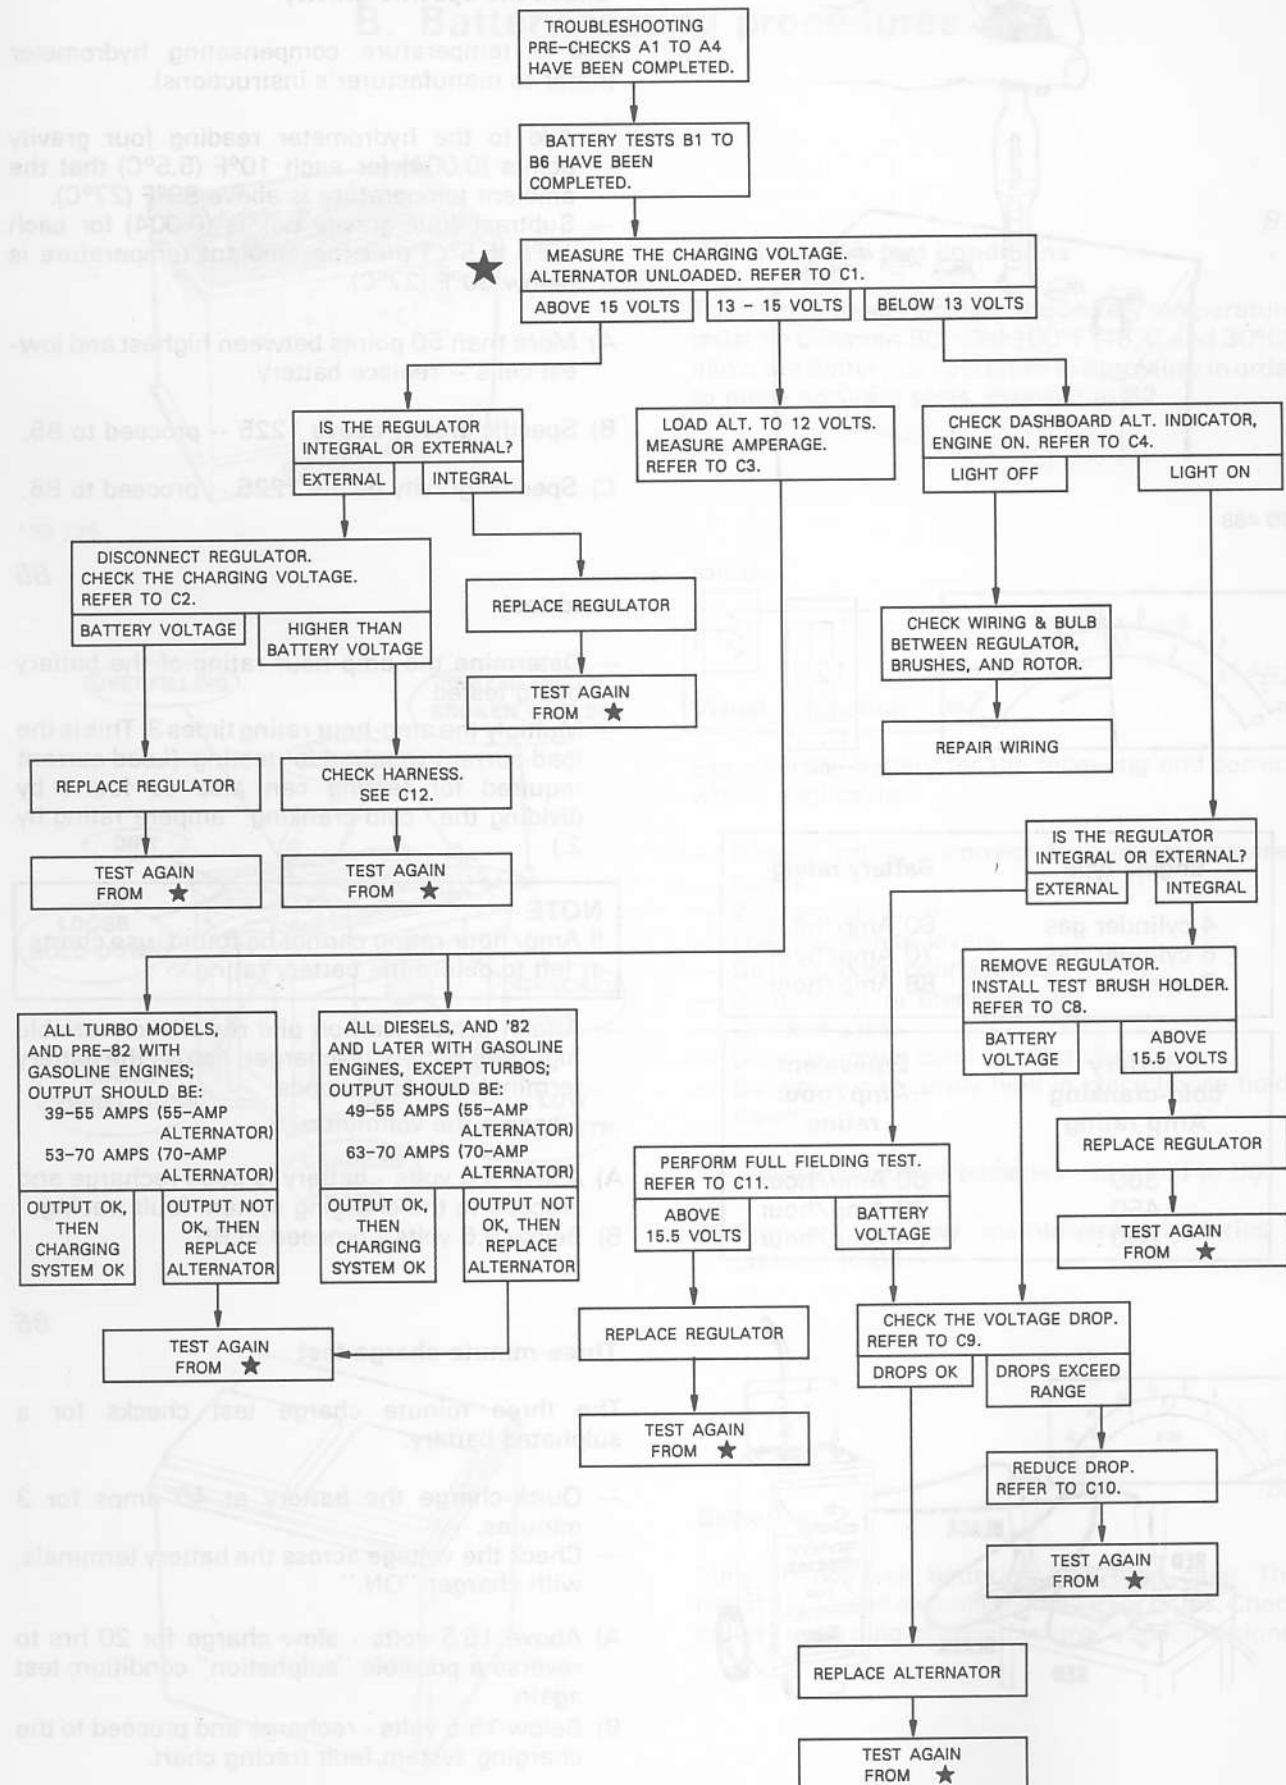 TROUBLESHOOTING
PRE-CHECKS A1 TO A4
HAVE BEEN COMPLETED.
BATTERY TESTS B1 TO
B6 HAVE BEEN
COMPLETED.
★ MEASURE THE CHARGING VOLTAGE.
ALTERNATOR UNLOADED. REFER TO C1.
ABOVE 15 VOLTS
13 – 15 VOLTS
BELOW 13 VOLTS
IS THE REGULATOR
INTEGRAL OR EXTERNAL?
EXTERNAL
INTEGRAL
LOAD ALT. TO 12 VOLTS.
MEASURE AMPERAGE.
REFER TO C3.
CHECK DASHBOARD ALT. INDICATOR,
ENGINE ON. REFER TO C4.
LIGHT OFF
LIGHT ON
DISCONNECT REGULATOR.
CHECK THE CHARGING VOLTAGE.
REFER TO C2.
BATTERY VOLTAGE
HIGHER THAN
BATTERY VOLTAGE
REPLACE REGULATOR
TEST AGAIN
FROM ★
CHECK WIRING & BULB
BETWEEN REGULATOR,
BRUSHES, AND ROTOR.
REPAIR WIRING
REPLACE REGULATOR
TEST AGAIN
FROM ★
CHECK HARNESS.
SEE C12.
TEST AGAIN
FROM ★
IS THE REGULATOR
INTEGRAL OR EXTERNAL?
EXTERNAL
INTEGRAL
REMOVE REGULATOR.
INSTALL TEST BRUSH HOLDER.
REFER TO C8.
BATTERY
VOLTAGE
ABOVE
15.5 VOLTS
REPLACE REGULATOR
TEST AGAIN
FROM ★
ALL TURBO MODELS,
AND PRE-82 WITH
GASOLINE ENGINES;
OUTPUT SHOULD BE:
39–55 AMPS (55-AMP
ALTERNATOR)
53–70 AMPS (70-AMP
ALTERNATOR)
OUTPUT OK,
THEN
CHARGING
SYSTEM OK
OUTPUT NOT
OK, THEN
REPLACE
ALTERNATOR
ALL DIESELS, AND '82
AND LATER WITH GASOLINE
ENGINES, EXCEPT TURBOS;
OUTPUT SHOULD BE:
49–55 AMPS (55-AMP
ALTERNATOR)
63–70 AMPS (70-AMP
ALTERNATOR)
OUTPUT OK,
THEN
CHARGING
SYSTEM OK
OUTPUT NOT
OK, THEN
REPLACE
ALTERNATOR
TEST AGAIN
FROM ★
PERFORM FULL FIELDING TEST.
REFER TO C11.
ABOVE
15.5 VOLTS
BATTERY
VOLTAGE
REPLACE REGULATOR
TEST AGAIN
FROM ★
CHECK THE VOLTAGE DROP.
REFER TO C9.
DROPS OK
DROPS EXCEED
RANGE
REDUCE DROP.
REFER TO C10.
TEST AGAIN
FROM ★
REPLACE ALTERNATOR
TEST AGAIN
FROM ★